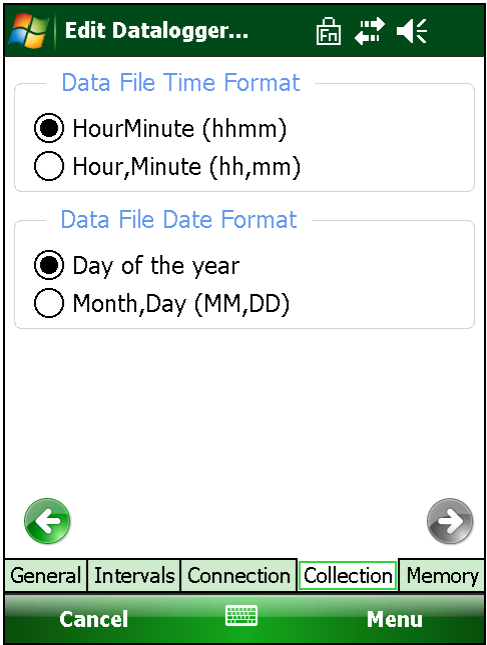 Edit Datalogger...
Fn
Data File Time Format
HourMinute (hhmm)
Hour,Minute (hh,mm)
Data File Date Format
Day of the year
Month,Day (MM,DD)
General Intervals Connection Collection Memory
Cancel Menu